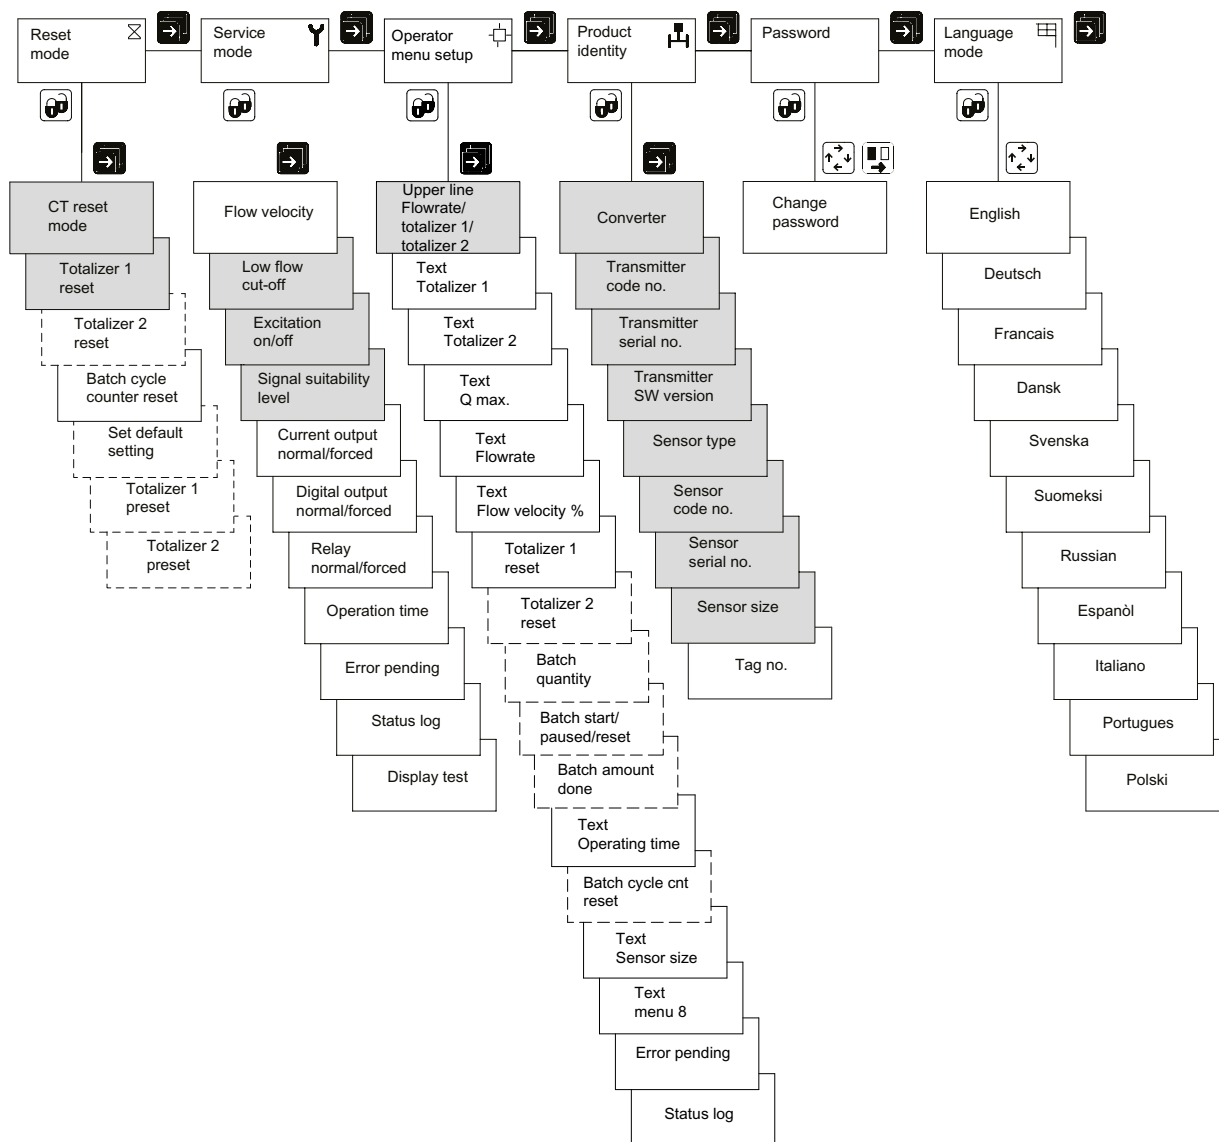 Reset
mode
Service
mode
Operator
menu setup
Product
identity
Password
Language
mode
CT reset
mode
Totalizer 1
reset
Totalizer 2
reset
Batch cycle
counter reset
Set default
setting
Totalizer 1
preset
Totalizer 2
preset
Flow velocity
Low flow
cut-off
Excitation
on/off
Signal suitability
level
Current output
normal/forced
Digital output
normal/forced
Relay
normal/forced
Operation time
Error pending
Status log
Display test
Upper line
Flowrate/
totalizer 1/
totalizer 2
Text
Totalizer 1
Text
Totalizer 2
Text
Q max.
Text
Flowrate
Text
Flow velocity %
Totalizer 1
reset
Totalizer 2
reset
Batch
quantity
Batch start/
paused/reset
Batch amount
done
Text
Operating time
Batch cycle cnt
reset
Text
Sensor size
Text
menu 8
Error pending
Status log
Converter
Transmitter
code no.
Transmitter
serial no.
Transmitter
SW version
Sensor type
Sensor
code no.
Sensor
serial no.
Sensor size
Tag no.
Change
password
English
Deutsch
Francais
Dansk
Svenska
Suomeksi
Russian
Espanòl
Italiano
Portugues
Polski